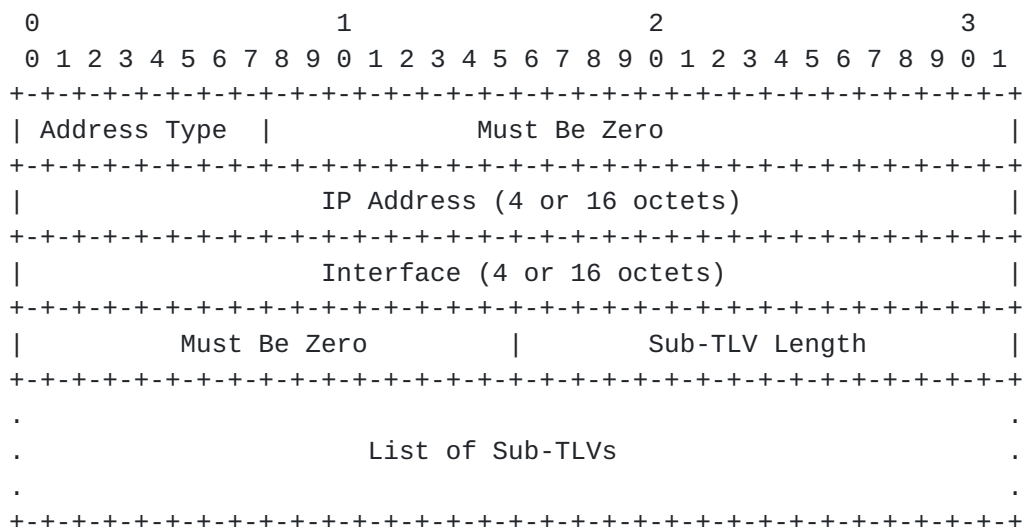 0                   1                   2                   3
 0 1 2 3 4 5 6 7 8 9 0 1 2 3 4 5 6 7 8 9 0 1 2 3 4 5 6 7 8 9 0 1
+-+-+-+-+-+-+-+-+-+-+-+-+-+-+-+-+-+-+-+-+-+-+-+-+-+-+-+-+-+-+-+-+
| Address Type  |             Must Be Zero                      |
+-+-+-+-+-+-+-+-+-+-+-+-+-+-+-+-+-+-+-+-+-+-+-+-+-+-+-+-+-+-+-+-+
|                   IP Address (4 or 16 octets)                 |
+-+-+-+-+-+-+-+-+-+-+-+-+-+-+-+-+-+-+-+-+-+-+-+-+-+-+-+-+-+-+-+-+
|                   Interface (4 or 16 octets)                  |
+-+-+-+-+-+-+-+-+-+-+-+-+-+-+-+-+-+-+-+-+-+-+-+-+-+-+-+-+-+-+-+-+
|          Must Be Zero         |        Sub-TLV Length         |
+-+-+-+-+-+-+-+-+-+-+-+-+-+-+-+-+-+-+-+-+-+-+-+-+-+-+-+-+-+-+-+-+
.                                                               .
.                      List of Sub-TLVs                         .
.                                                               .
+-+-+-+-+-+-+-+-+-+-+-+-+-+-+-+-+-+-+-+-+-+-+-+-+-+-+-+-+-+-+-+-+